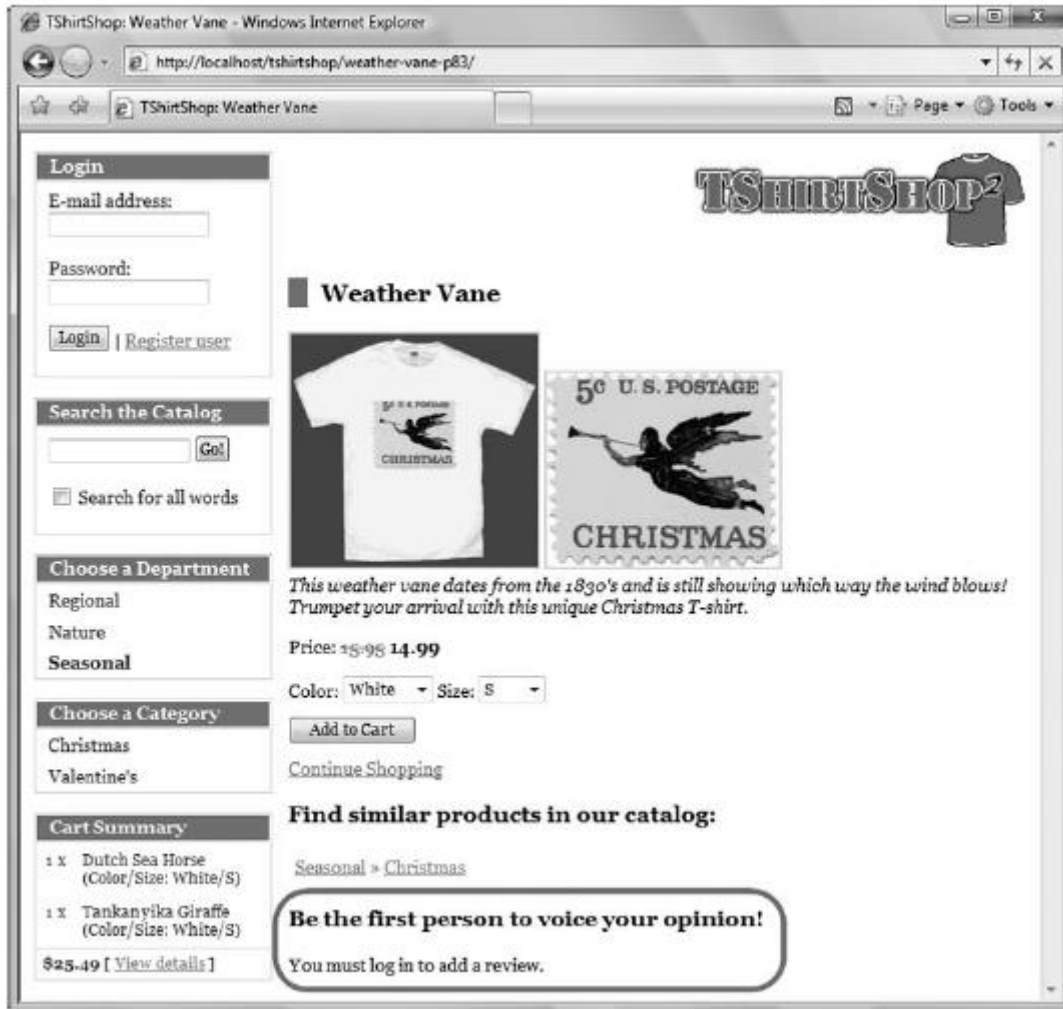 TShirtShop: Weather Vane - Windows Internet Explorer
http://localhost/tshirtshop/weather-vane-p83/
TShirtShop: Weather Vane
Page
Tools
Login
E-mail address:
Password:
Login | Register user
Search the Catalog
Go!
Search for all words
Choose a Department
Regional
Nature
Seasonal
Choose a Category
Christmas
Valentine's
Cart Summary
1 x Dutch Sea Horse
(Color/Size: White/S)
1 x Tankanyika Giraffe
(Color/Size: White/S)
$25.49 [ View details ]
TShirtShop²
Weather Vane
5c U.S. POSTAGE
CHRISTMAS
5c U.S. POSTAGE
CHRISTMAS
This weather vane dates from the 1830's and is still showing which way the wind blows!
Trumpet your arrival with this unique Christmas T-shirt.
Price: 15.95 14.99
Color: White Size: S
Add to Cart
Continue Shopping
Find similar products in our catalog:
Seasonal » Christmas
Be the first person to voice your opinion!
You must log in to add a review.